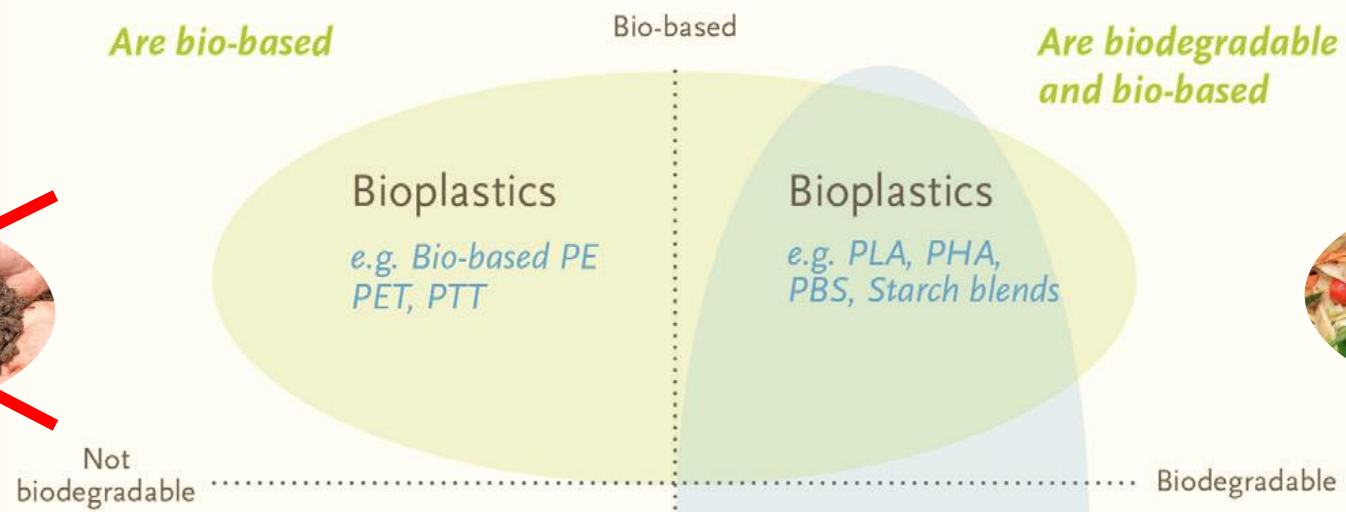 Are bio-based
Bio-based
Are biodegradable
and bio-based
Bioplastics
e.g. Bio-based PE
PET, PTT
Bioplastics
e.g. PLA, PHA,
PBS, Starch blends
Not
biodegradable
Biodegradable